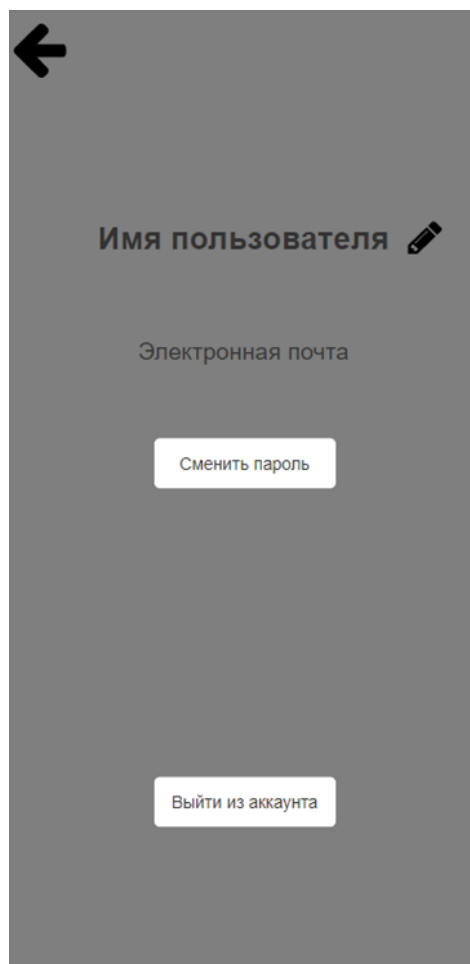 Имя пользователя
Электронная почта
Сменить пароль
Выйти из аккаунта